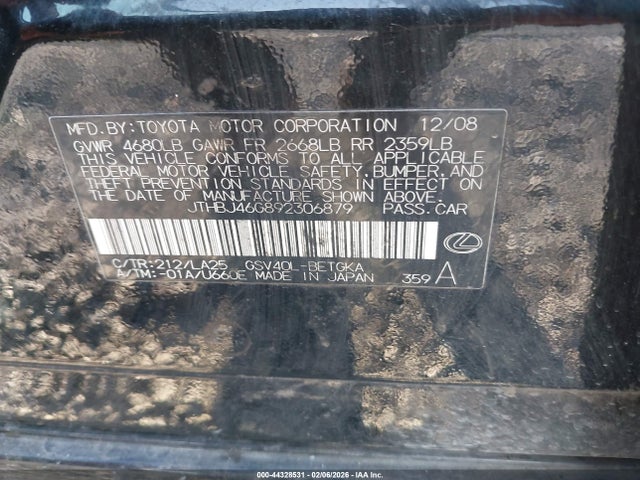 MFD.BY:TOYOTA MOTOR CORPORATION 12/08
GVWR 4680LB GAWR FR 2668LB RR 2359LB
THIS VEHICLE CONFORMS TO ALL APPLICABLE
FEDERAL MOTOR VEHICLE SAFETY,BUMPER,AND
THEFT PREVENTION STANDARDS IN EFFECT ON
THE DATE OF MANUFACTURE SHOWN ABOVE.
JTHBJ46G892306879 PASS.CAR
C/TR:212/LA25 GSV40L-BETGKA
A/TM:-01A/U660E MADE IN JAPAN 359 A
000-44328531 - 02/06/2026 - © IAA Inc.